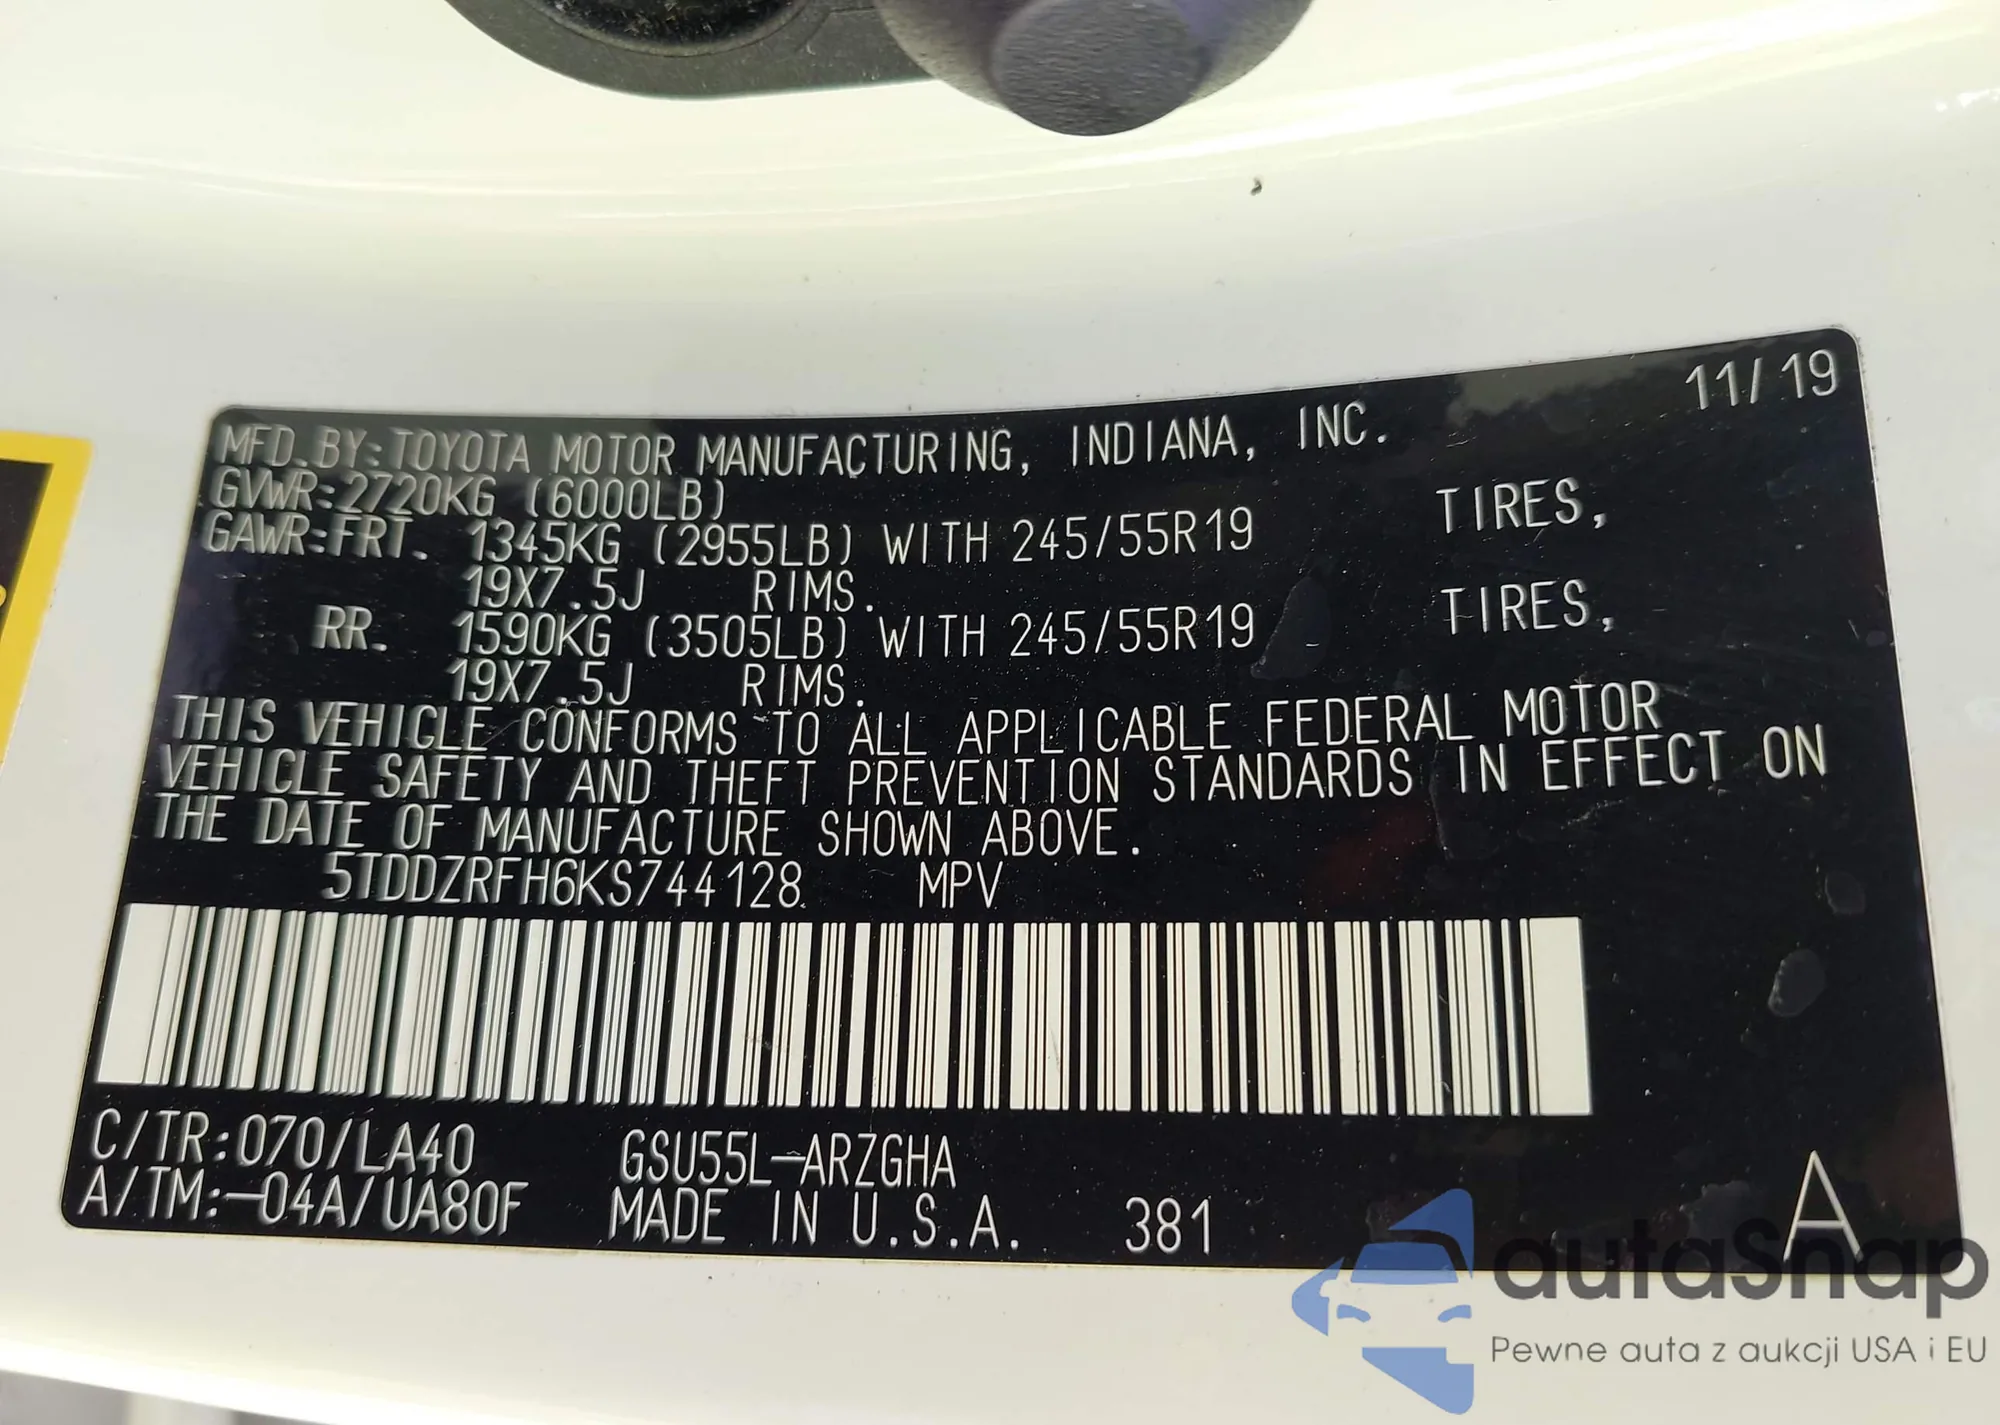 11/19
MFD.BY:TOYOTA MOTOR MANUFACTURING, INDIANA, INC.
GVWR:2720KG (6000LB)
GAWR:FRT. 1345KG (2955LB) WITH 245/55R19 TIRES,
19X7.5J RIMS.
RR. 1590KG (3505LB) WITH 245/55R19 TIRES,
19X7.5J RIMS.
THIS VEHICLE CONFORMS TO ALL APPLICABLE FEDERAL MOTOR
VEHICLE SAFETY AND THEFT PREVENTION STANDARDS IN EFFECT ON
THE DATE OF MANUFACTURE SHOWN ABOVE.
5TDDZRFH6KS744128 MPV
C/TR:070/LA40 GSU55L-ARZGHA
A/TM:-04A/UA80F MADE IN U.S.A. 381 A
autaSnap
Pewne auta z aukcji USA i EU